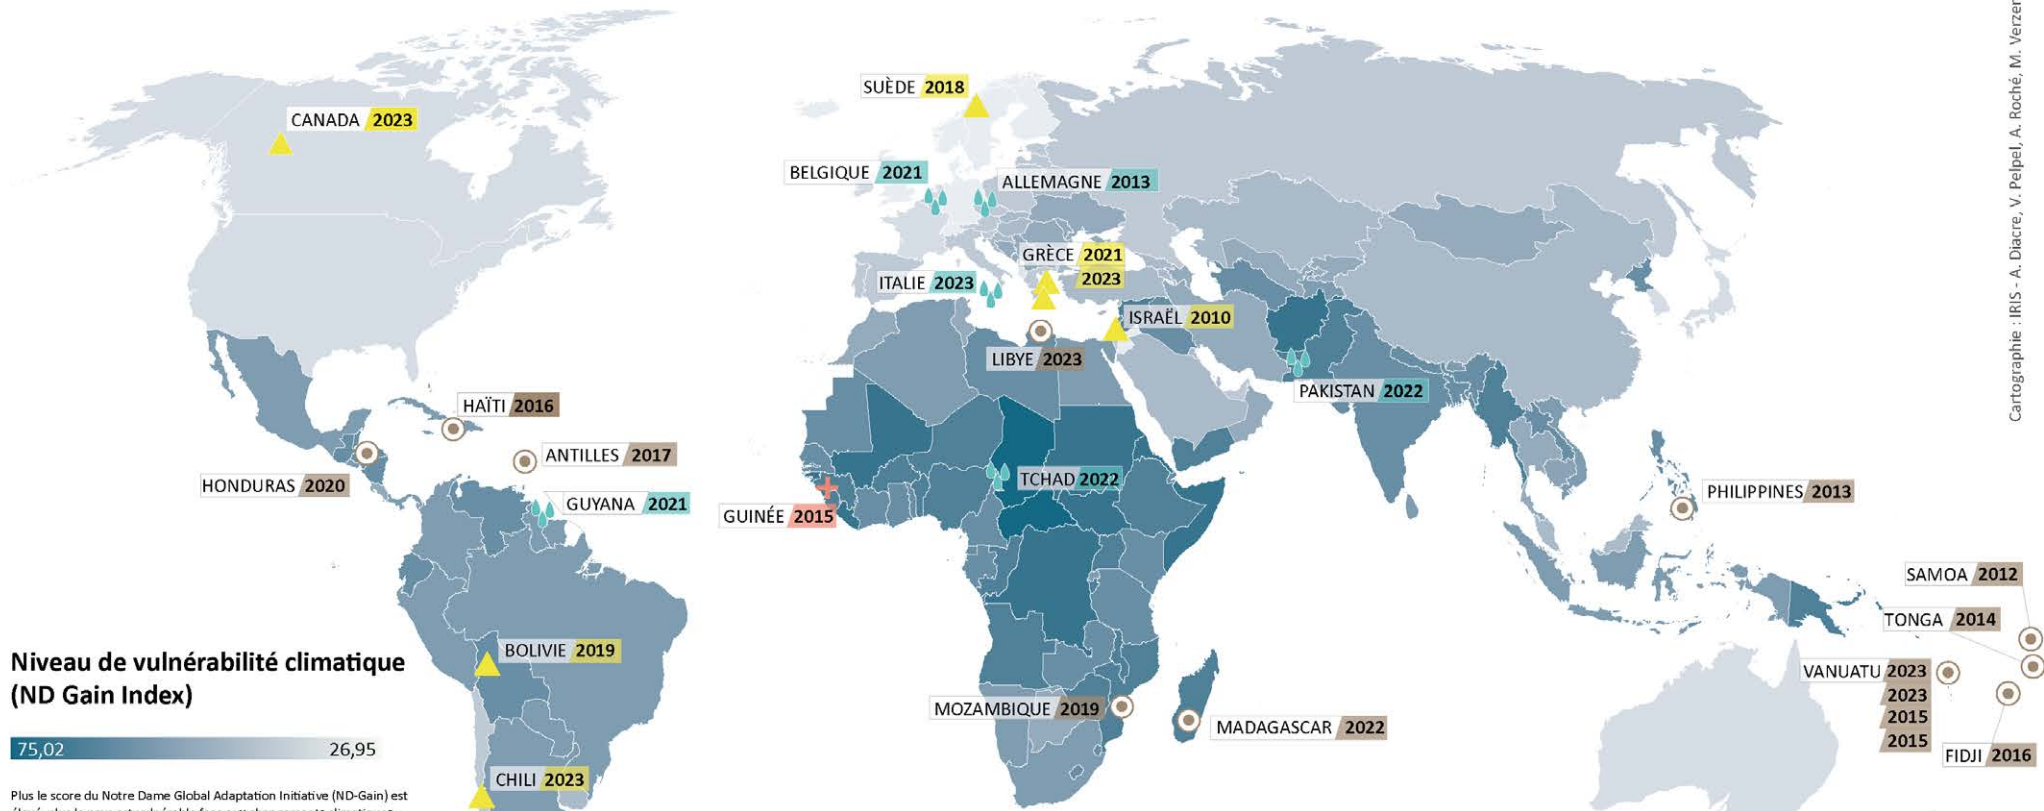 Cartographie : IRIS - A. Diacre, V. Pelpel, A. Roché, M. Verzeroli
SUÈDE 2018
CANADA 2023
BELGIQUE 2021
ALLEMAGNE 2013
GRÈCE 2021
2023
ITALIE 2023
ISRAËL 2010
LIBYE 2023
PAKISTAN 2022
HAÏTI 2016
ANTILLES 2017
HONDURAS 2020
GUYANA 2021
TCHAD 2022
GUINÉE 2015
PHILIPPINES 2013
SAMOA 2012
TONGA 2014
VANUATU 2023
2023
2015
2015
FIDJI 2016
BOLIVIE 2019
MOZAMBIQUE 2019
MADAGASCAR 2022
CHILI 2023
Niveau de vulnérabilité climatique
(ND Gain Index)
75,02 26,95
Plus le score du Notre Dame Global Adaptation Initiative (ND-Gain) est